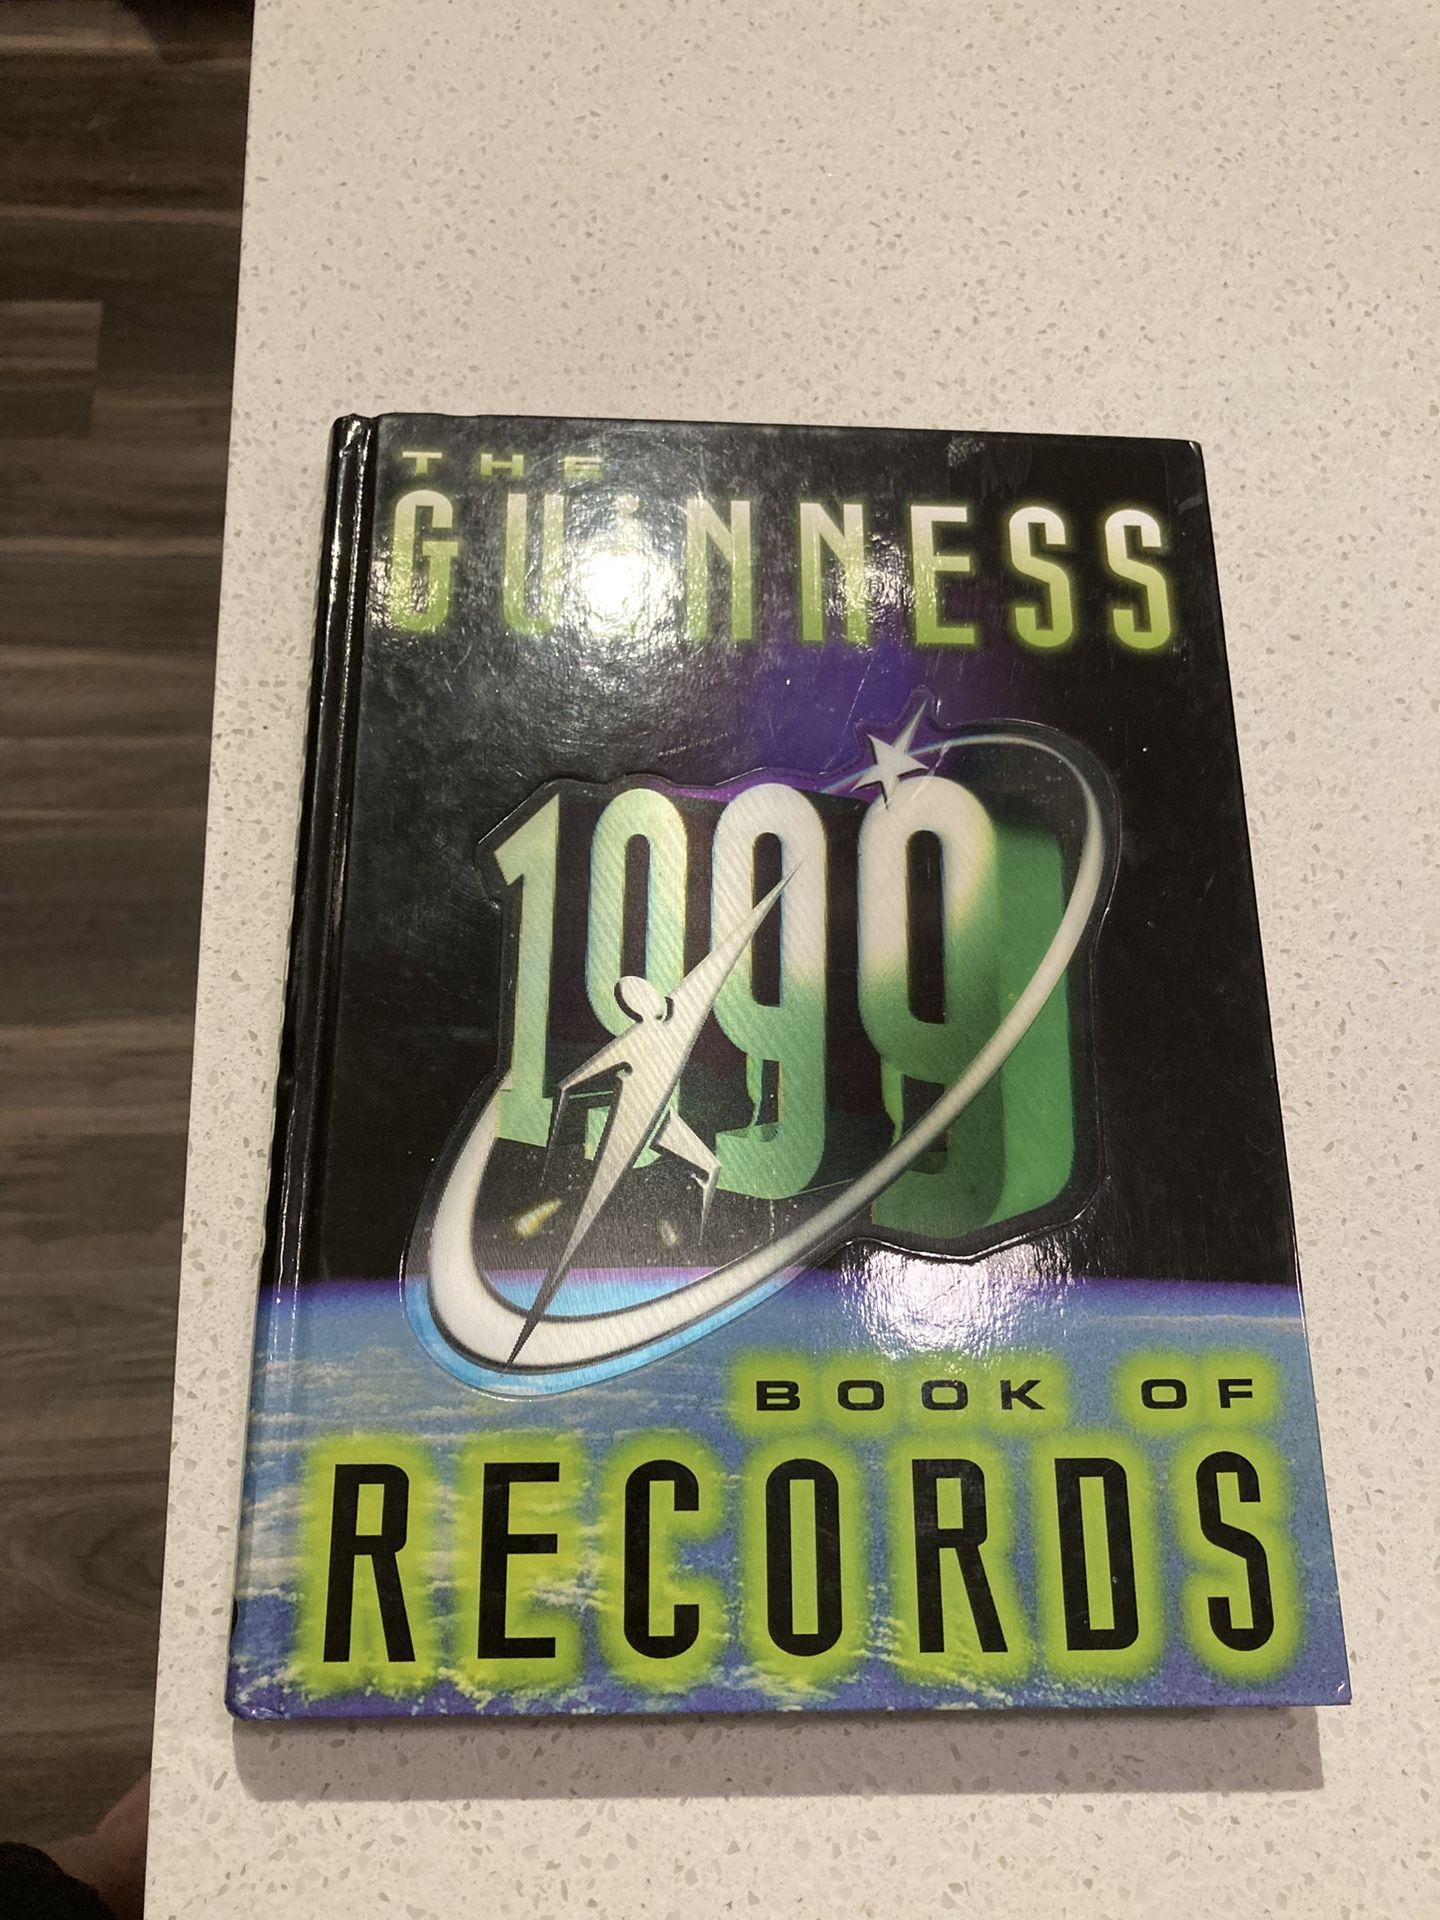 THE
GUiNNESS
1999
BOOK OF
RECORDS